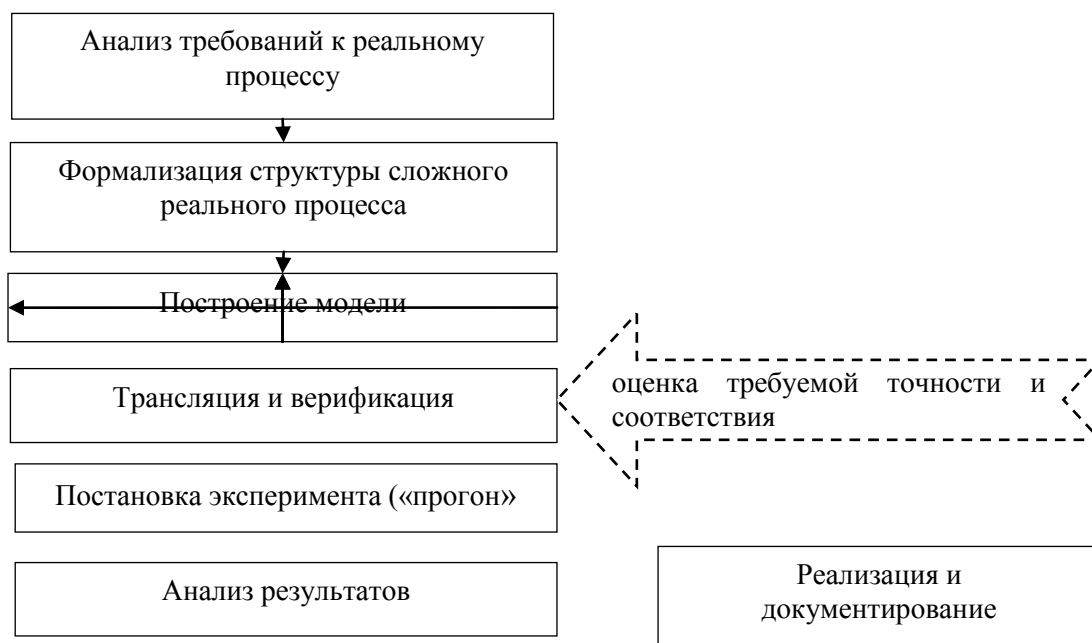 Анализ требований к реальному
процессу
Формализация структуры сложного
реального процесса
Построение модели
Трансляция и верификация
оценка требуемой точности и
соответствия
Постановка эксперимента («прогон»
Анализ результатов
Реализация и
документирование